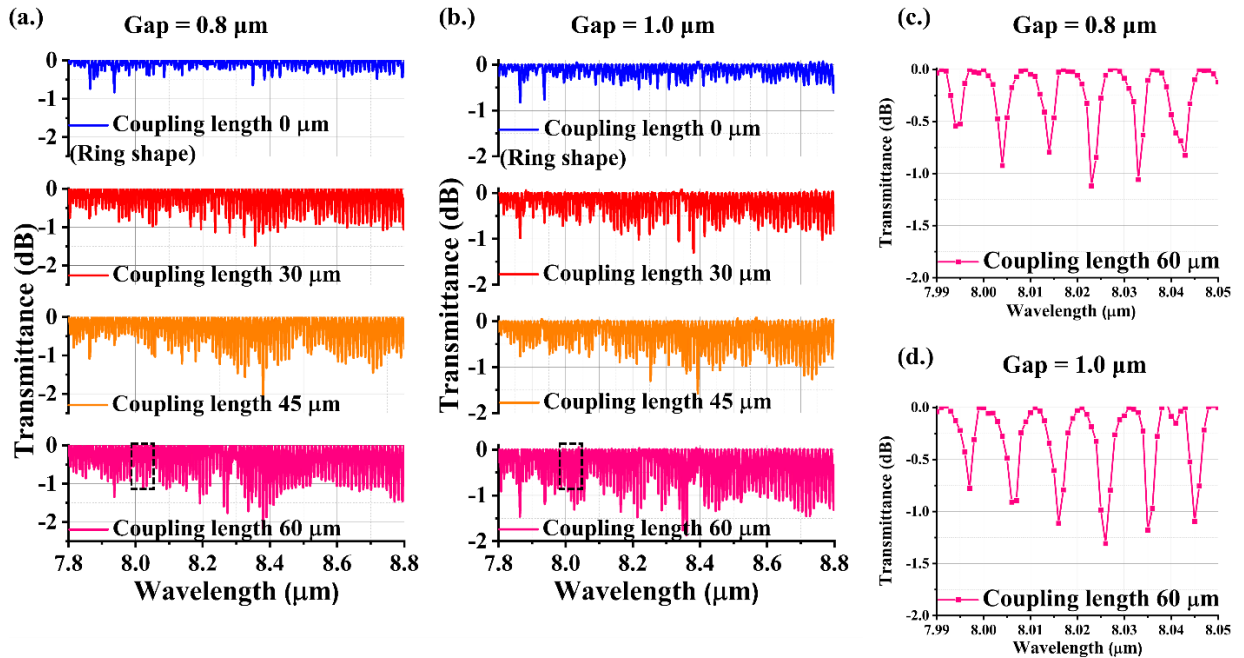 (a.)
Gap = 0.8 μm
0
-1
-2
Coupling length 0 μm
(Ring shape)
0
-1
-2
Coupling length 30 μm
0
-1
-2
Coupling length 45 μm
0
-1
-2
Coupling length 60 μm
7.8 8.0 8.2 8.4 8.6 8.8
Wavelength (μm)
Transmittance (dB)
(b.)
Gap = 1.0 μm
0
-1
-2
Coupling length 0 μm
(Ring shape)
0
-1
-2
Coupling length 30 μm
0
-1
-2
Coupling length 45 μm
0
-1
-2
Coupling length 60 μm
7.8 8.0 8.2 8.4 8.6 8.8
Wavelength (μm)
Transmittance (dB)
(c.)
Gap = 0.8 μm
0.0
-0.5
-1.0
-1.5
-2.0
Transmittance (dB)
Coupling length 60 μm
7.99 8.00 8.01 8.02 8.03 8.04 8.05
Wavelength (μm)
(d.)
Gap = 1.0 μm
0.0
-0.5
-1.0
-1.5
-2.0
Transmittance (dB)
Coupling length 60 μm
7.99 8.00 8.01 8.02 8.03 8.04 8.05
Wavelength (μm)